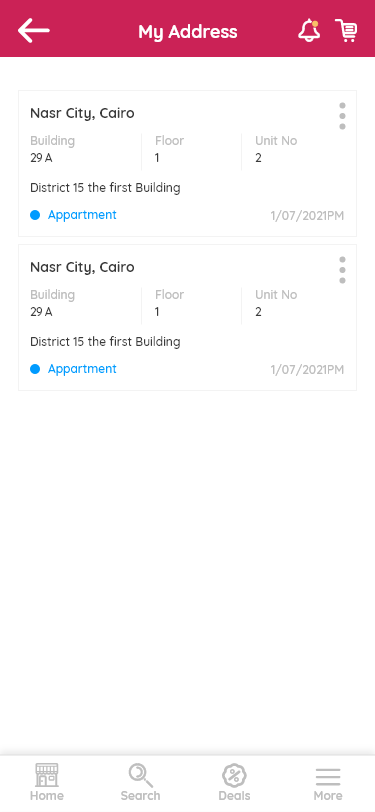 My Address
Nasr City, Cairo
Building Floor Unit No
29 A 1 2
District 15 the first Building
Appartment 1/07/2021PM
Nasr City, Cairo
Building Floor Unit No
29 A 1 2
District 15 the first Building
Appartment 1/07/2021PM
Home Search Deals More